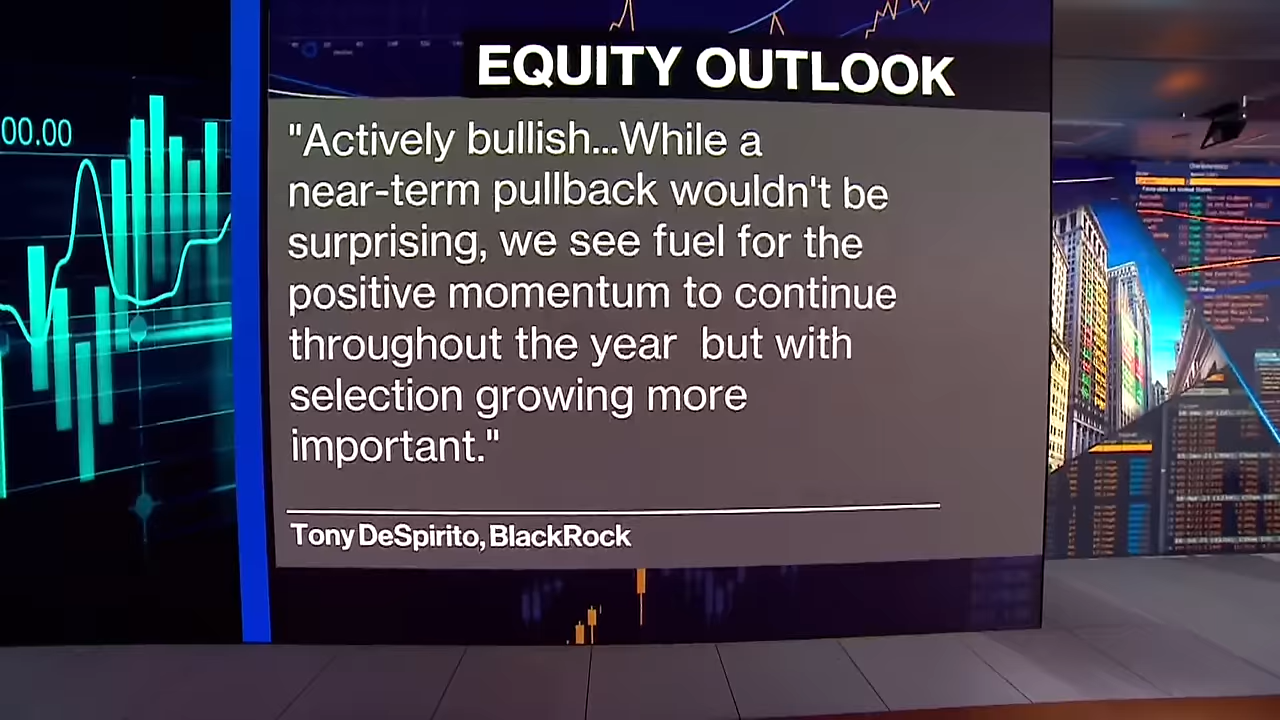 EQUITY OUTLOOK
"Actively bullish...While a
near-term pullback wouldn't be
surprising, we see fuel for the
positive momentum to continue
throughout the year but with
selection growing more
important."
Tony DeSpirito, BlackRock
00.00